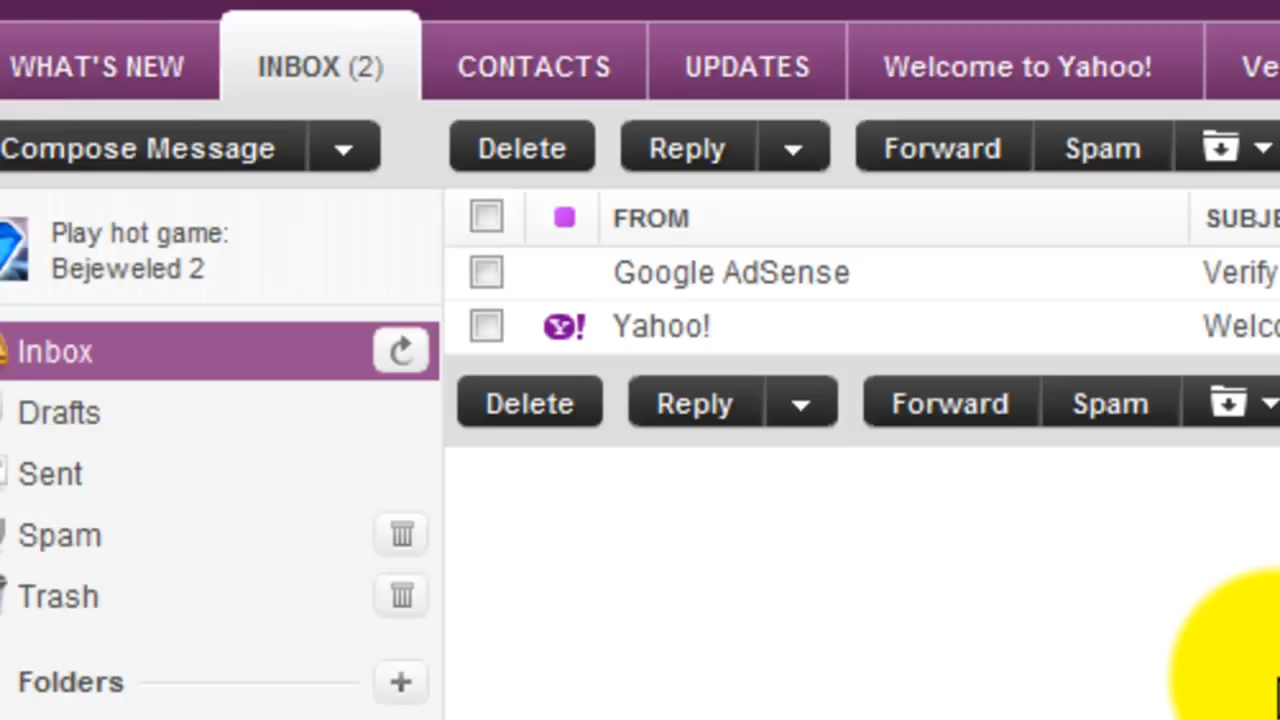 WHAT'S NEW INBOX (2) CONTACTS UPDATES Welcome to Yahoo!
Compose Message Delete Reply Forward Spam
Play hot game:
Bejeweled 2
FROM
Google AdSense Verify
Y! Yahoo!
Delete Reply Forward Spam
Inbox
Drafts
Sent
Spam
Trash
Folders